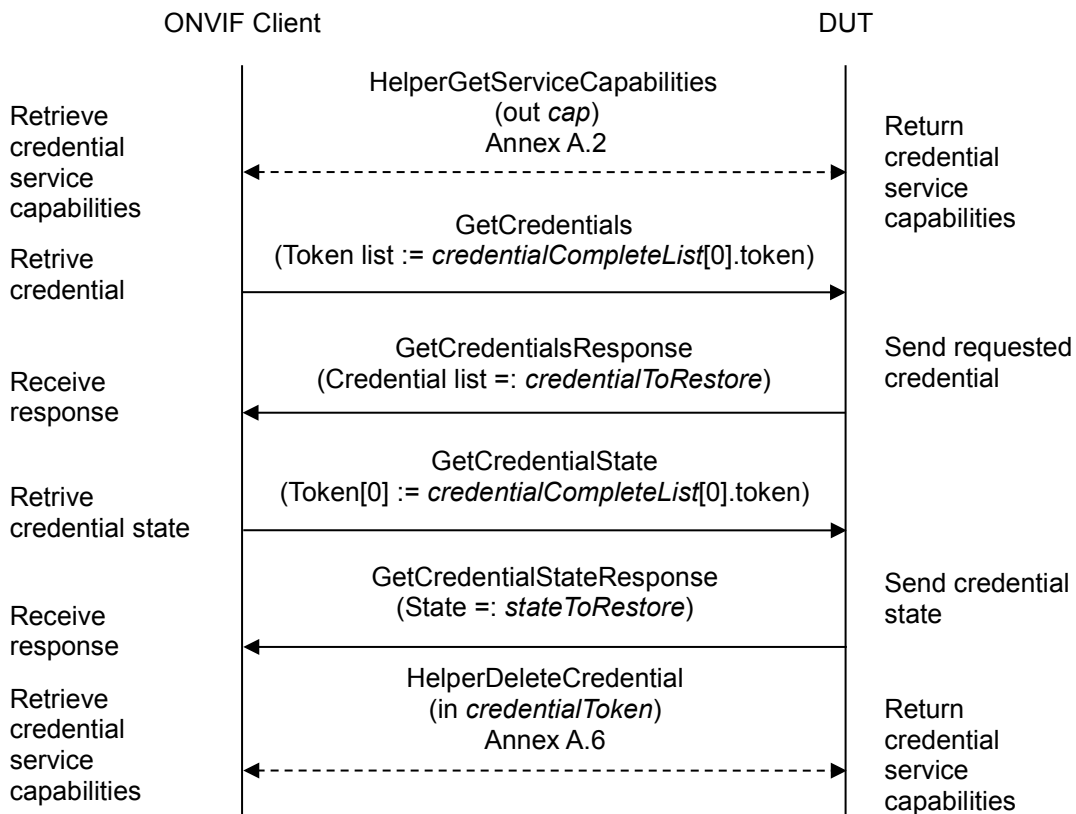 ONVIF Client
DUT
HelperGetServiceCapabilities
(out cap)
Annex A.2
Retrieve
credential
service
capabilities
Return
credential
service
capabilities
GetCredentials
(Token list := credentialCompleteList[0].token)
Retrive
credential
GetCredentialsResponse
(Credential list =: credentialToRestore)
Send requested
credential
Receive
response
GetCredentialState
(Token[0] := credentialCompleteList[0].token)
Retrive
credential state
GetCredentialStateResponse
(State =: stateToRestore)
Send credential
state
Receive
response
HelperDeleteCredential
(in credentialToken)
Annex A.6
Retrieve
credential
service
capabilities
Return
credential
service
capabilities